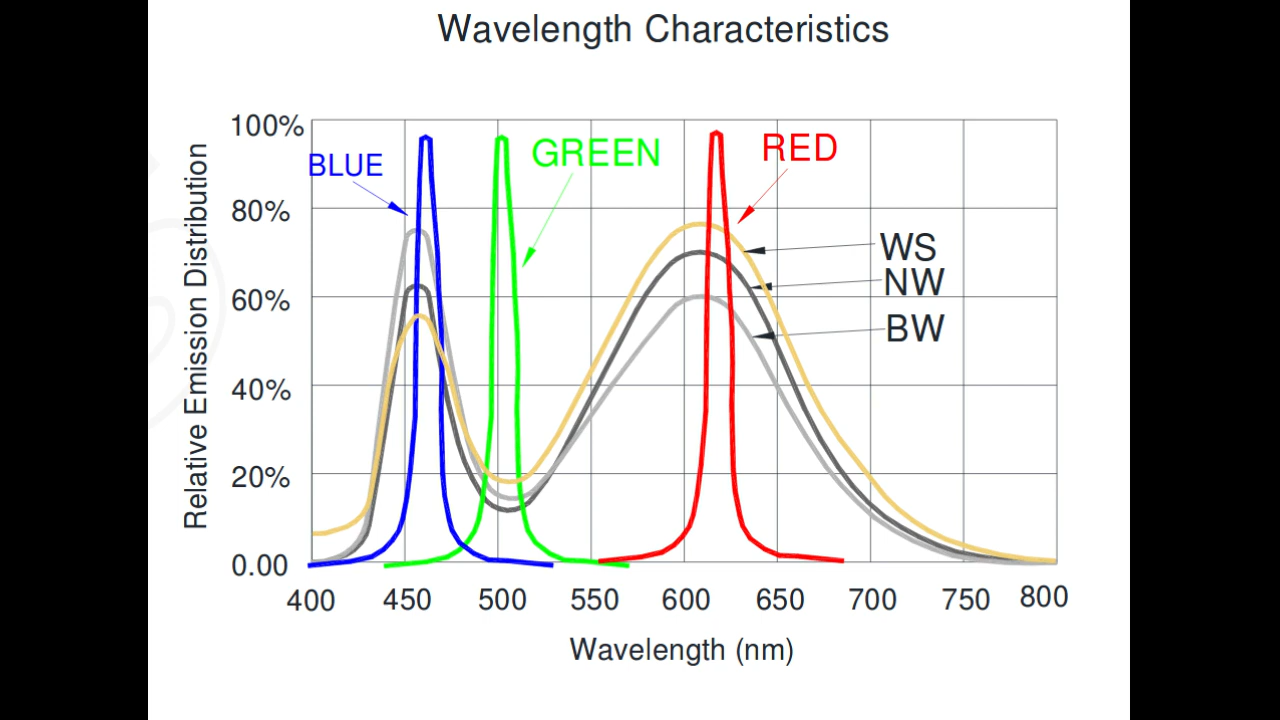 Wavelength Characteristics
Relative Emission Distribution
100%
80%
60%
40%
20%
0.00
BLUE
GREEN
RED
WS
NW
BW
400 450 500 550 600 650 700 750 800
Wavelength (nm)